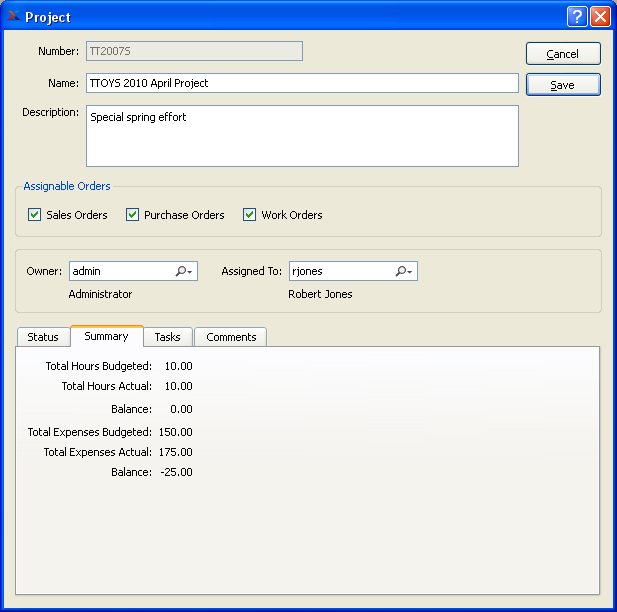 Project
Number: TT2007S
Cancel
Name: TTOYS 2010 April Project
Save
Description: Special spring effort
Assignable Orders
Sales Orders Purchase Orders Work Orders
Owner: admin Assigned To: rjones
Administrator Robert Jones
Status Summary Tasks Comments
Total Hours Budgeted: 10.00
Total Hours Actual: 10.00
Balance: 0.00
Total Expenses Budgeted: 150.00
Total Expenses Actual: 175.00
Balance: -25.00